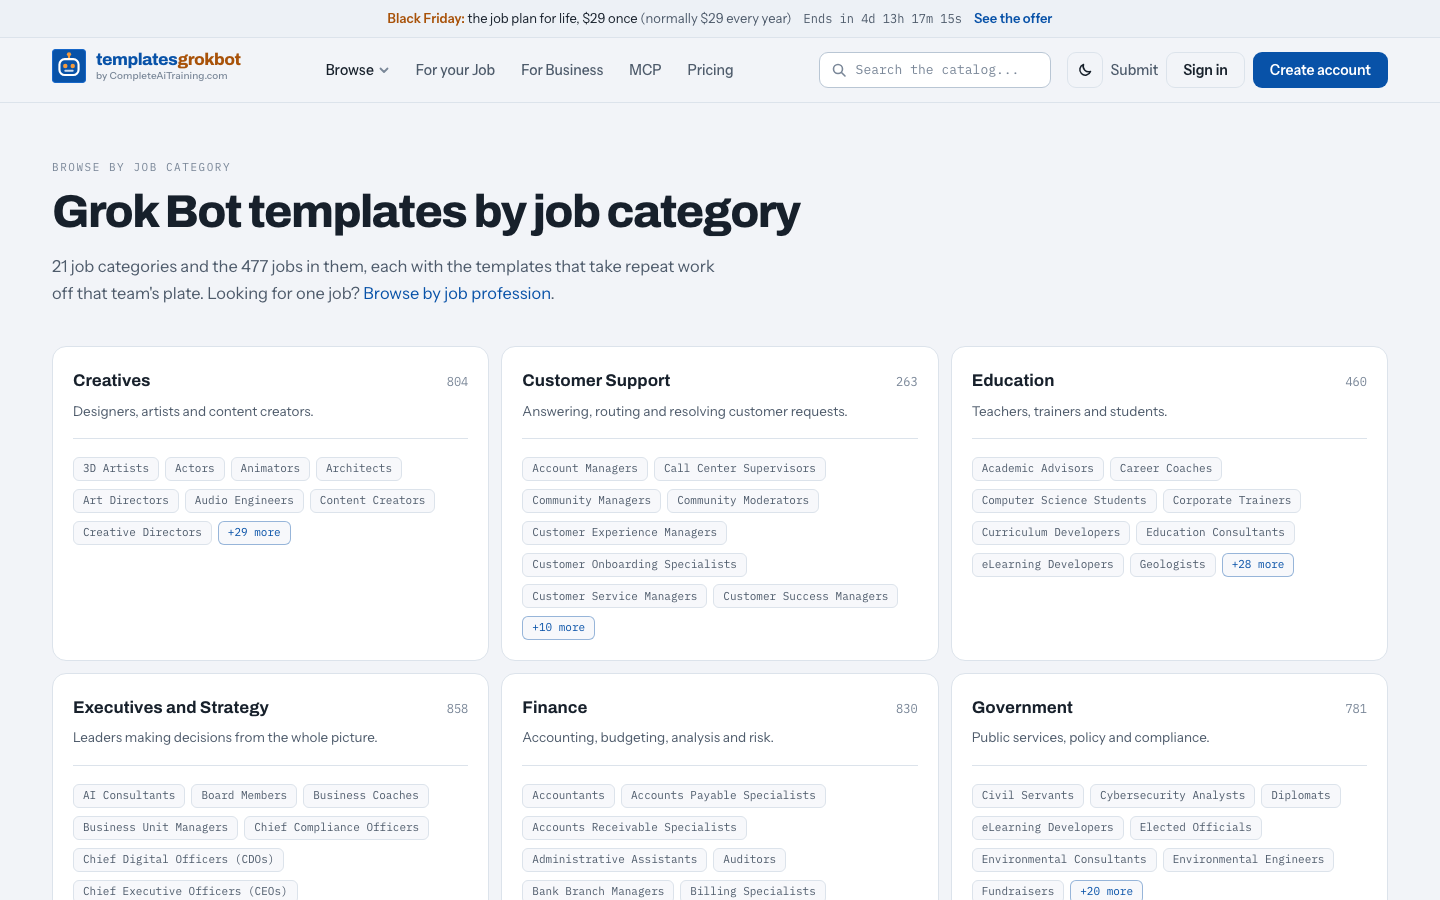 Black Friday: the job plan for life, $29 once (normally $29 every year) Ends in 4d 13h 17m 15s See the offer
templatesgrokbot
by CompleteAiTraining.com
Browse For your Job For Business MCP Pricing Search the catalog... Submit Sign in Create account
BROWSE BY JOB CATEGORY
Grok Bot templates by job category
21 job categories and the 477 jobs in them, each with the templates that take repeat work
off that team's plate. Looking for one job? Browse by job profession.
Creatives 804
Designers, artists and content creators.
3D Artists Actors Animators Architects
Art Directors Audio Engineers Content Creators
Creative Directors +29 more
Customer Support 263
Answering, routing and resolving customer requests.
Account Managers Call Center Supervisors
Community Managers Community Moderators
Customer Experience Managers
Customer Onboarding Specialists
Customer Service Managers Customer Success Managers
+10 more
Education 460
Teachers, trainers and students.
Academic Advisors Career Coaches
Computer Science Students Corporate Trainers
Curriculum Developers Education Consultants
eLearning Developers Geologists +28 more
Executives and Strategy 858
Leaders making decisions from the whole picture.
AI Consultants Board Members Business Coaches
Business Unit Managers Chief Compliance Officers
Chief Digital Officers (CDOs)
Chief Executive Officers (CEOs)
Finance 830
Accounting, budgeting, analysis and risk.
Accountants Accounts Payable Specialists
Accounts Receivable Specialists
Administrative Assistants Auditors
Bank Branch Managers Billing Specialists
Government 781
Public services, policy and compliance.
Civil Servants Cybersecurity Analysts Diplomats
eLearning Developers Elected Officials
Environmental Consultants Environmental Engineers
Fundraisers +20 more